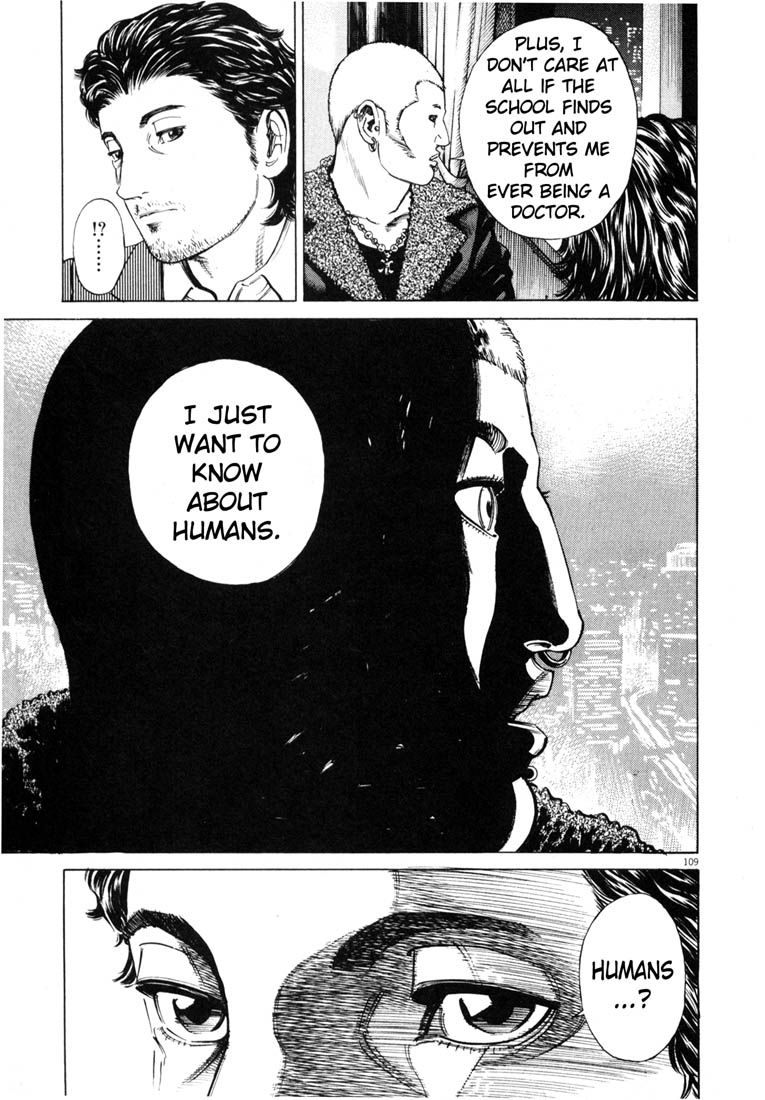 PLUS, I
DON'T CARE AT
ALL IF THE
SCHOOL FINDS
OUT AND
PREVENTS ME
FROM
EVER BEING A
DOCTOR.
!?
......
I JUST
WANT TO
KNOW
ABOUT
HUMANS.
109
HUMANS
...?